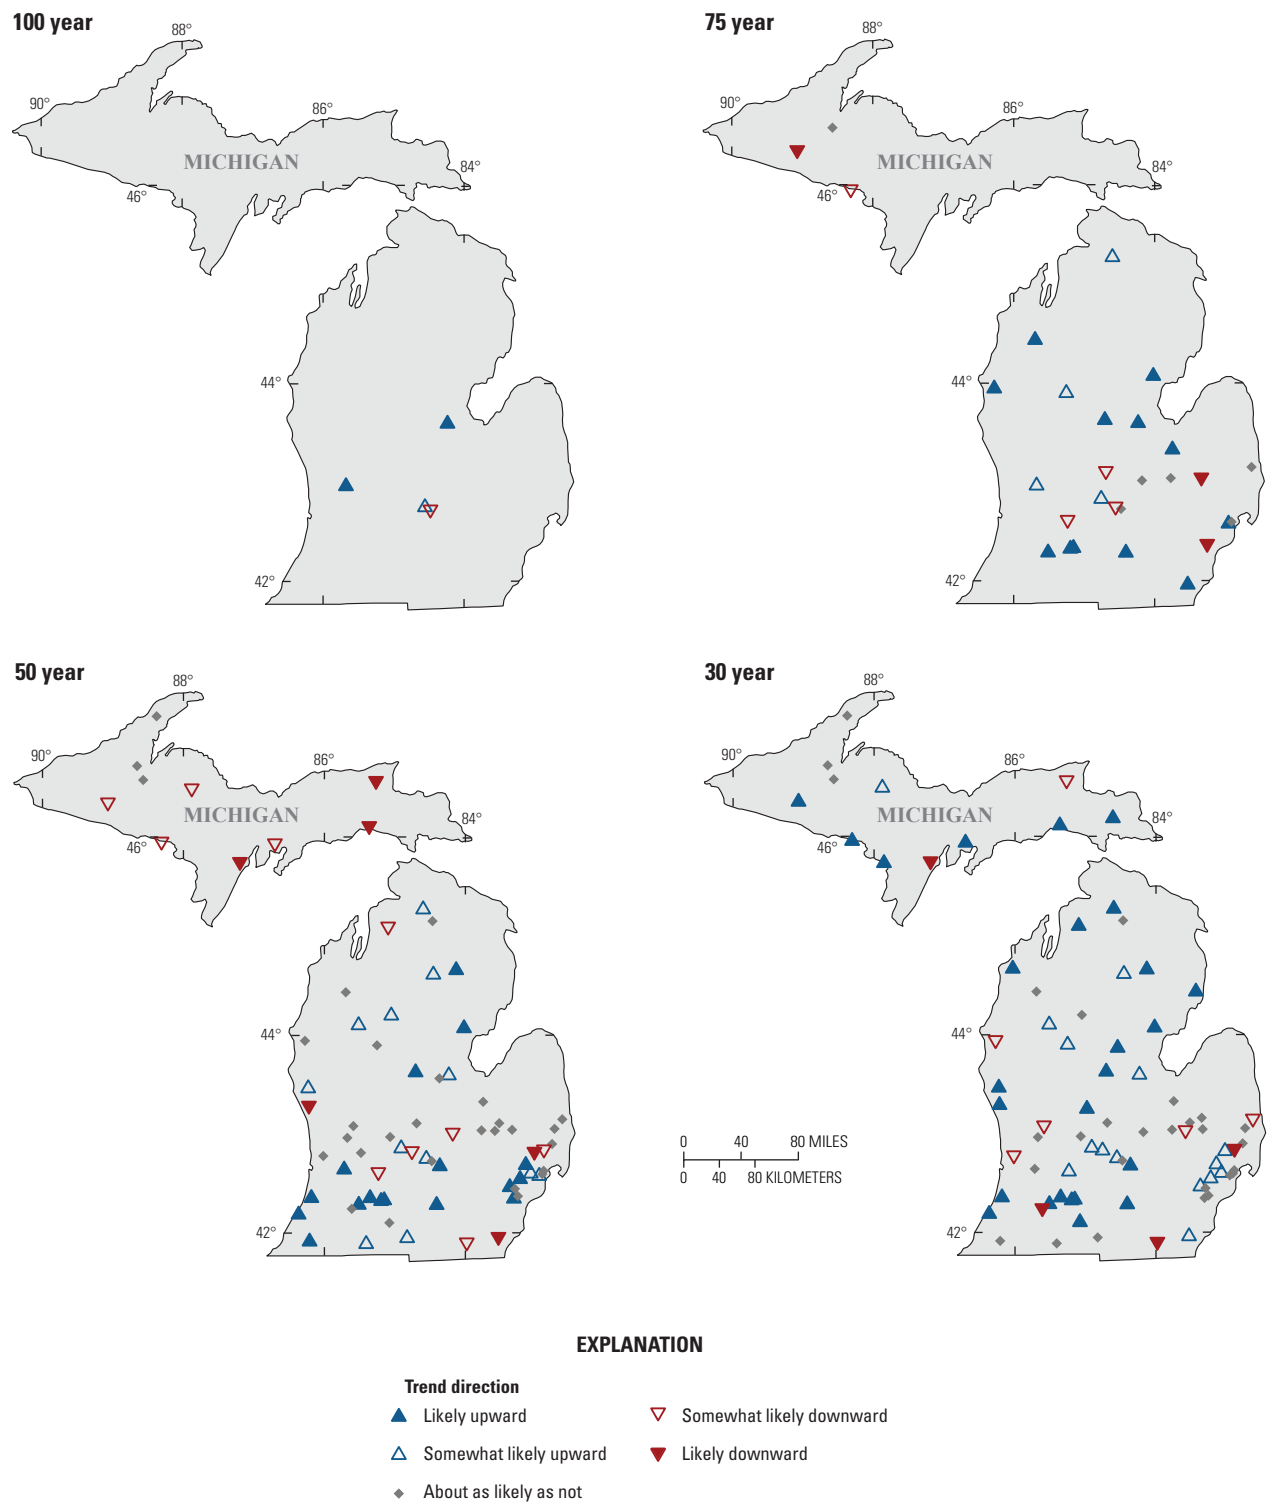 100 year
88°
90°
86°
MICHIGAN
84°
46°
44°
42°
75 year
88°
90°
86°
MICHIGAN
84°
46°
44°
42°
50 year
88°
90°
86°
MICHIGAN
84°
46°
44°
42°
30 year
88°
90°
86°
MICHIGAN
84°
46°
44°
42°
0 40 80 MILES
0 40 80 KILOMETERS
EXPLANATION
Trend direction
Likely upward
Somewhat likely upward
About as likely as not
Somewhat likely downward
Likely downward